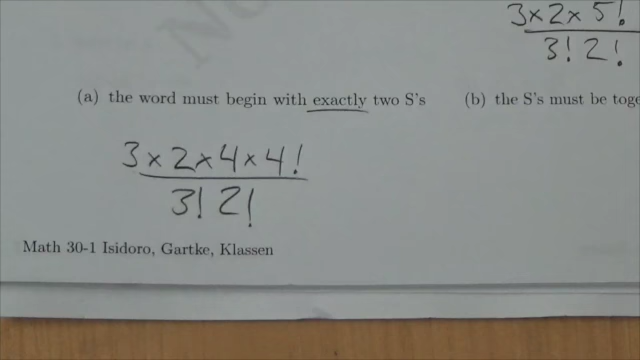 3×2×5!
3! 2!
(a) the word must begin with exactly two S's (b) the S's must be toge
3×2×4×4!
3! 2!
Math 30-1 Isidoro, Gartke, Klassen